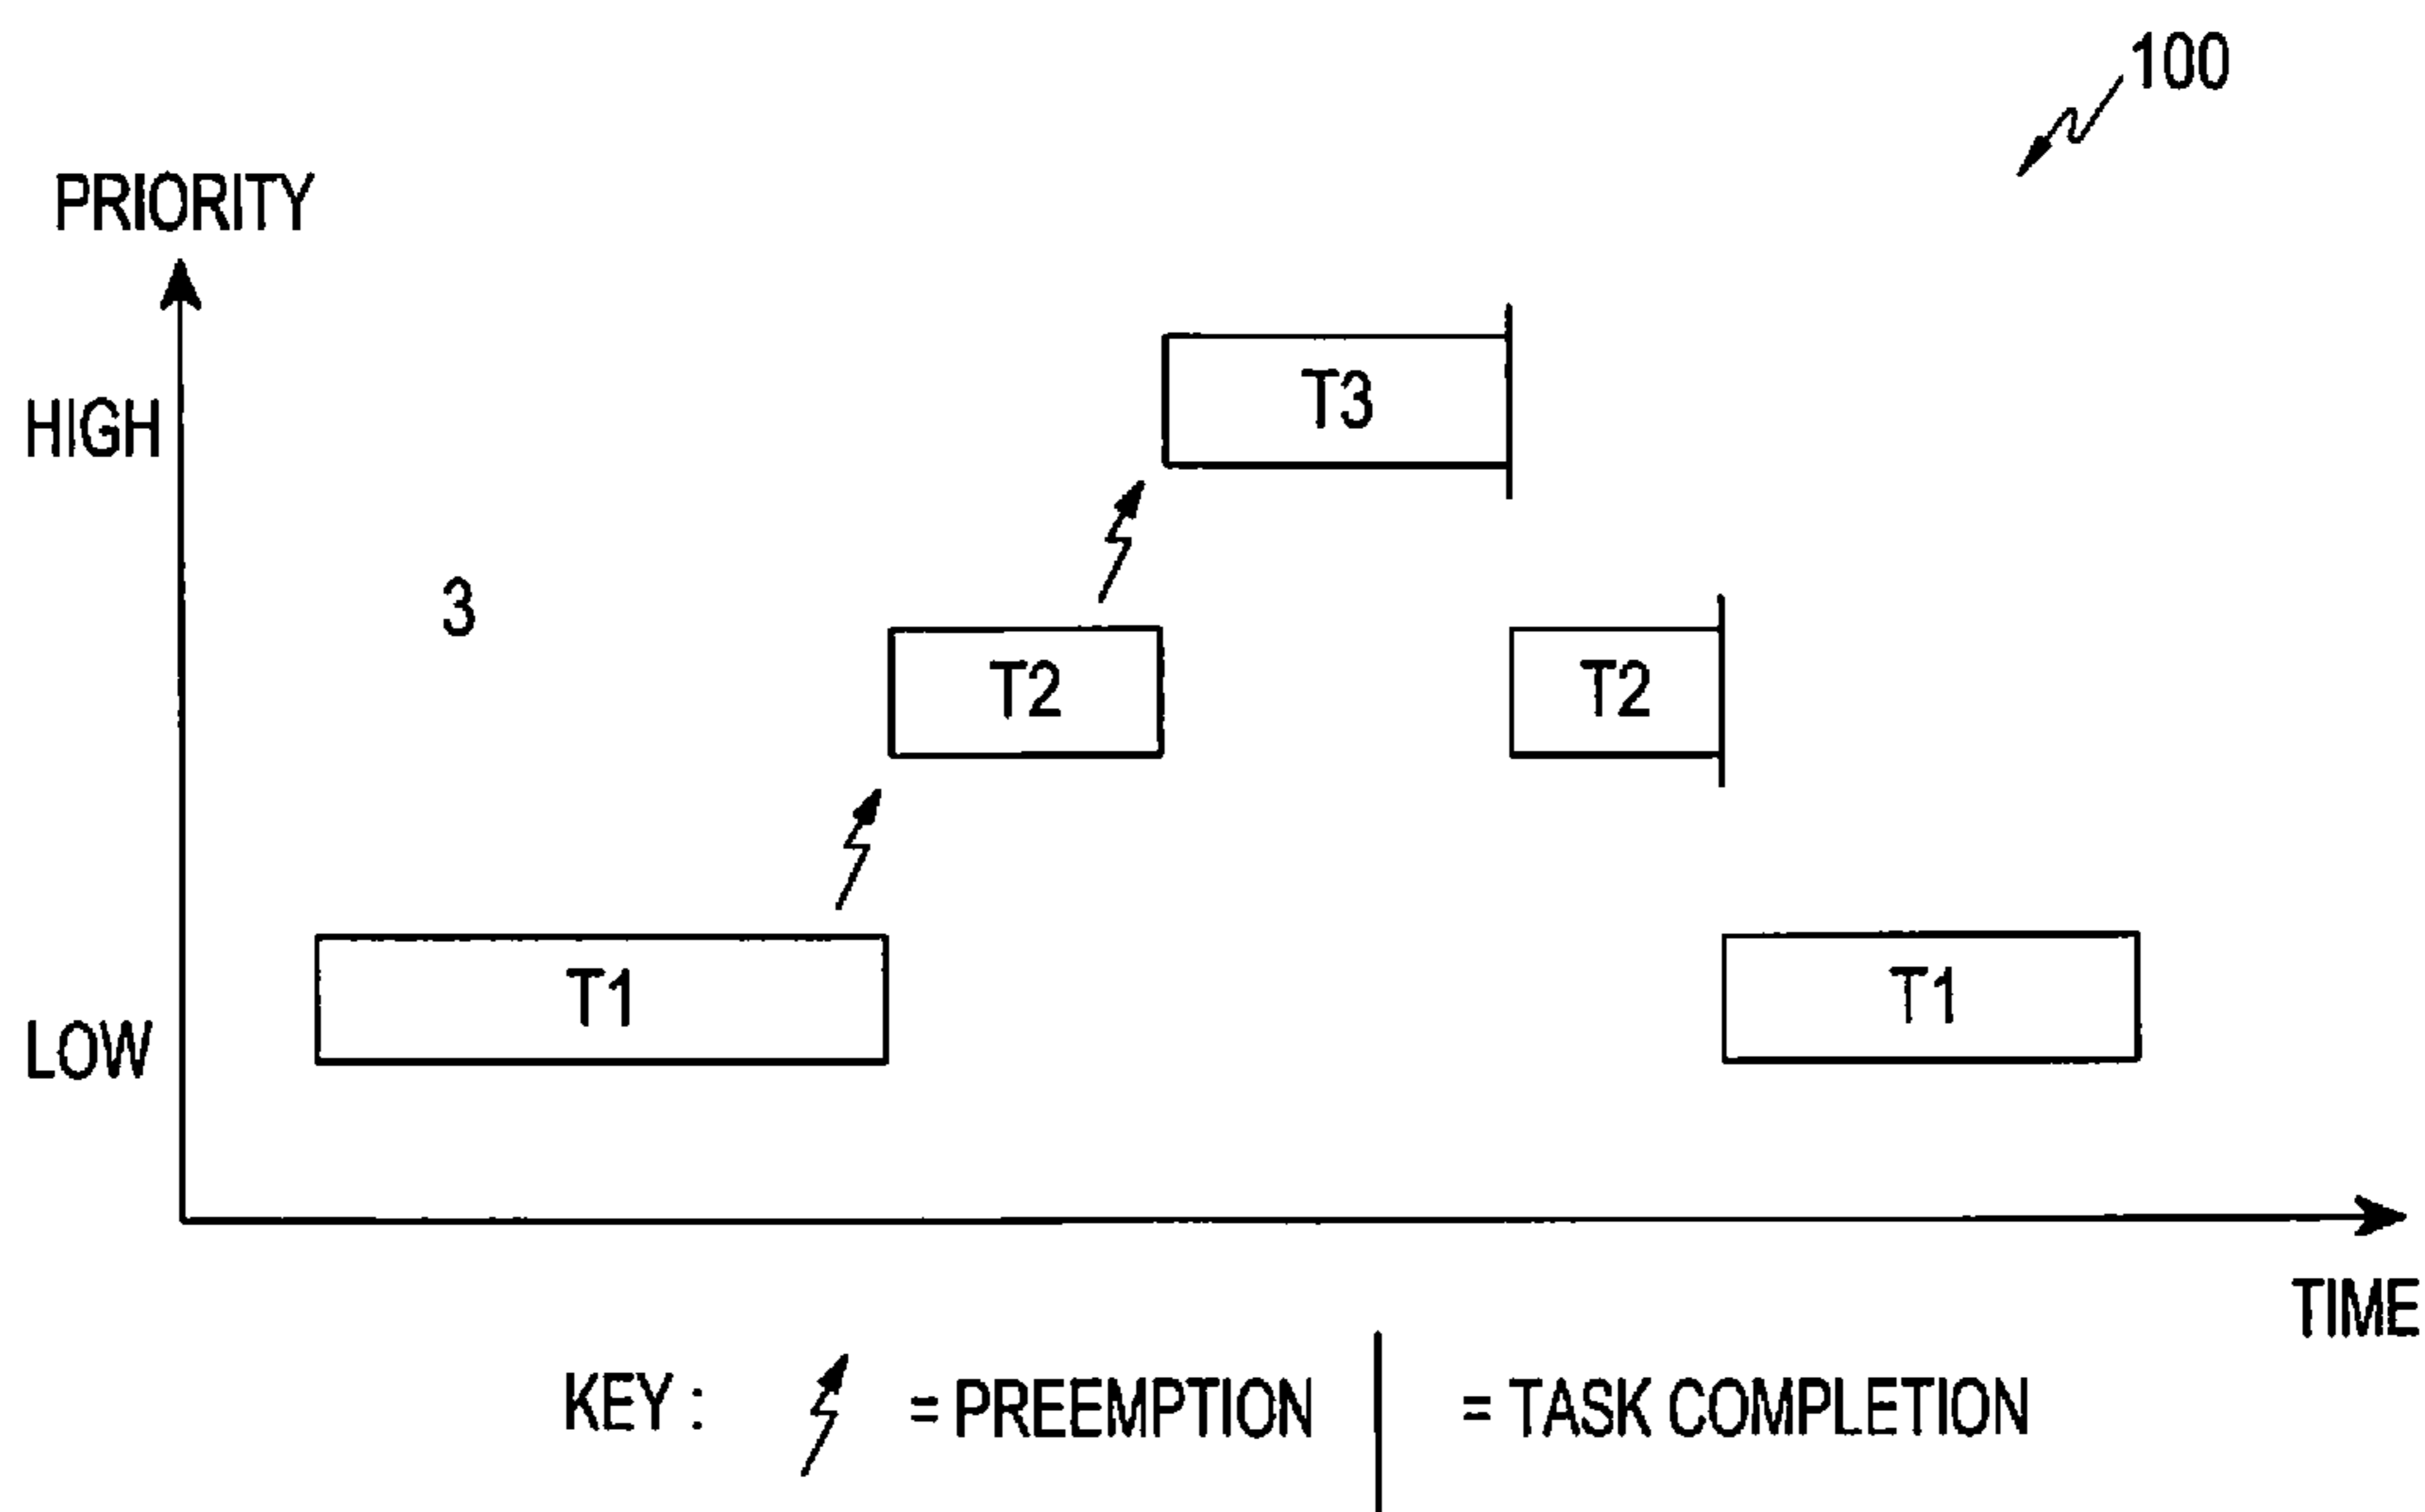 100
PRIORITY
HIGH
T3
3
T2 T2
T1 T1
LOW
TIME
KEY : = PREEMPTION = TASK COMPLETION